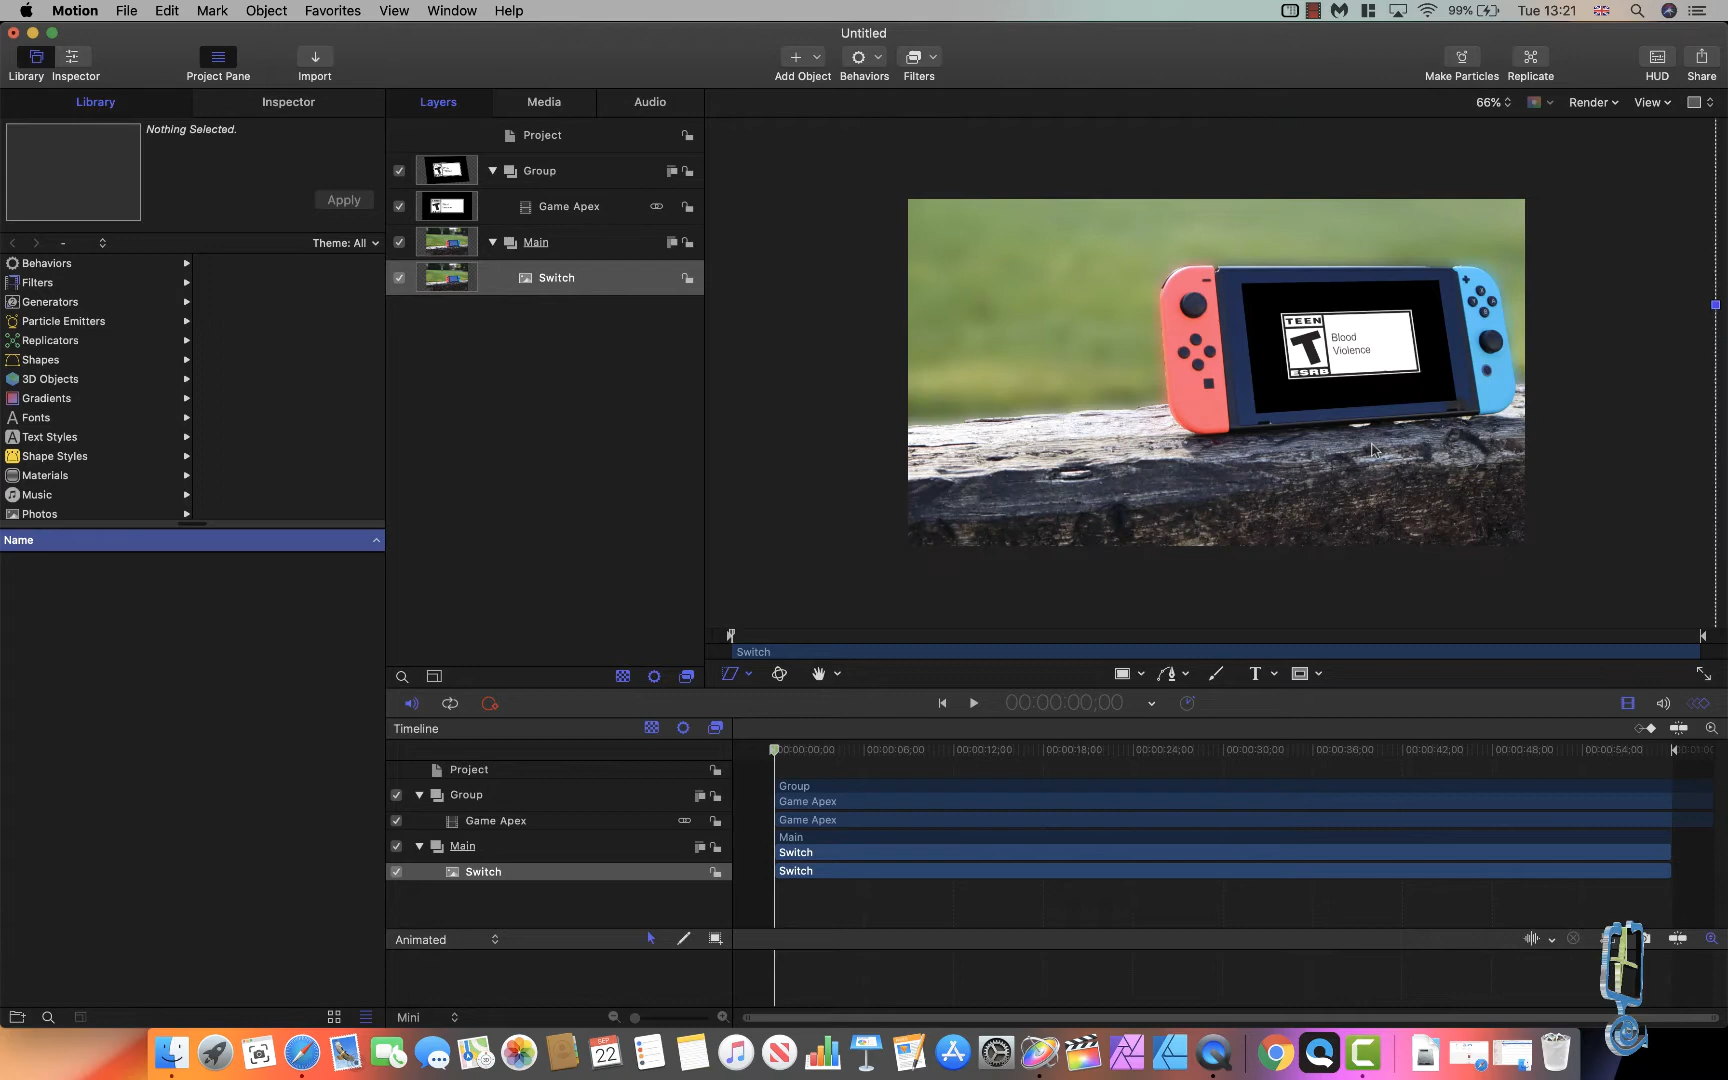 Motion File Edit Mark Object Favorites View Window Help 99% Tue 13:21
Untitled
Library Inspector Project Pane Import Add Object Behaviors Filters Make Particles Replicate HUD Share
Library Inspector Layers Media Audio 66% Render View
Nothing Selected.
Apply
- Theme: All
Behaviors
Filters
Generators
Particle Emitters
Replicators
Shapes
3D Objects
Gradients
Fonts
Text Styles
Shape Styles
Materials
Music
Photos
Name
Project
Group
Game Apex
Main
Switch
TEEN
T
ESRB
Blood
Violence
Switch
T
00:00:00;00
Timeline
00:00:00;00 00:00:06;00 00:00:12;00 00:00:18;00 00:00:24;00 00:00:30;00 00:00:36;00 00:00:42;00 00:00:48;00 00:00:54;00
Project
Group
Game Apex
Main
Switch
Group
Game Apex
Game Apex
Main
Switch
Switch
Animated
Mini
SEP
22